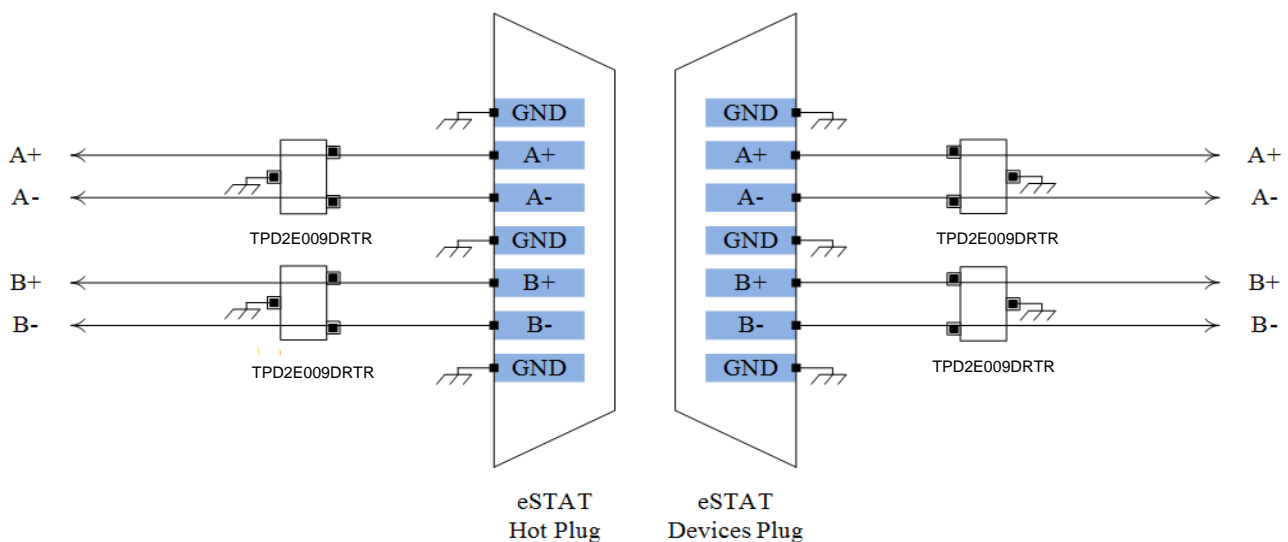 GND GND
A+ A+ A+ A+
A- A- A- A-
TPD2E009DRTR GND GND TPD2E009DRTR
B+ B+ B+ B+
B- B- B- B-
TPD2E009DRTR GND GND TPD2E009DRTR
eSTAT eSTAT
Hot Plug Devices Plug